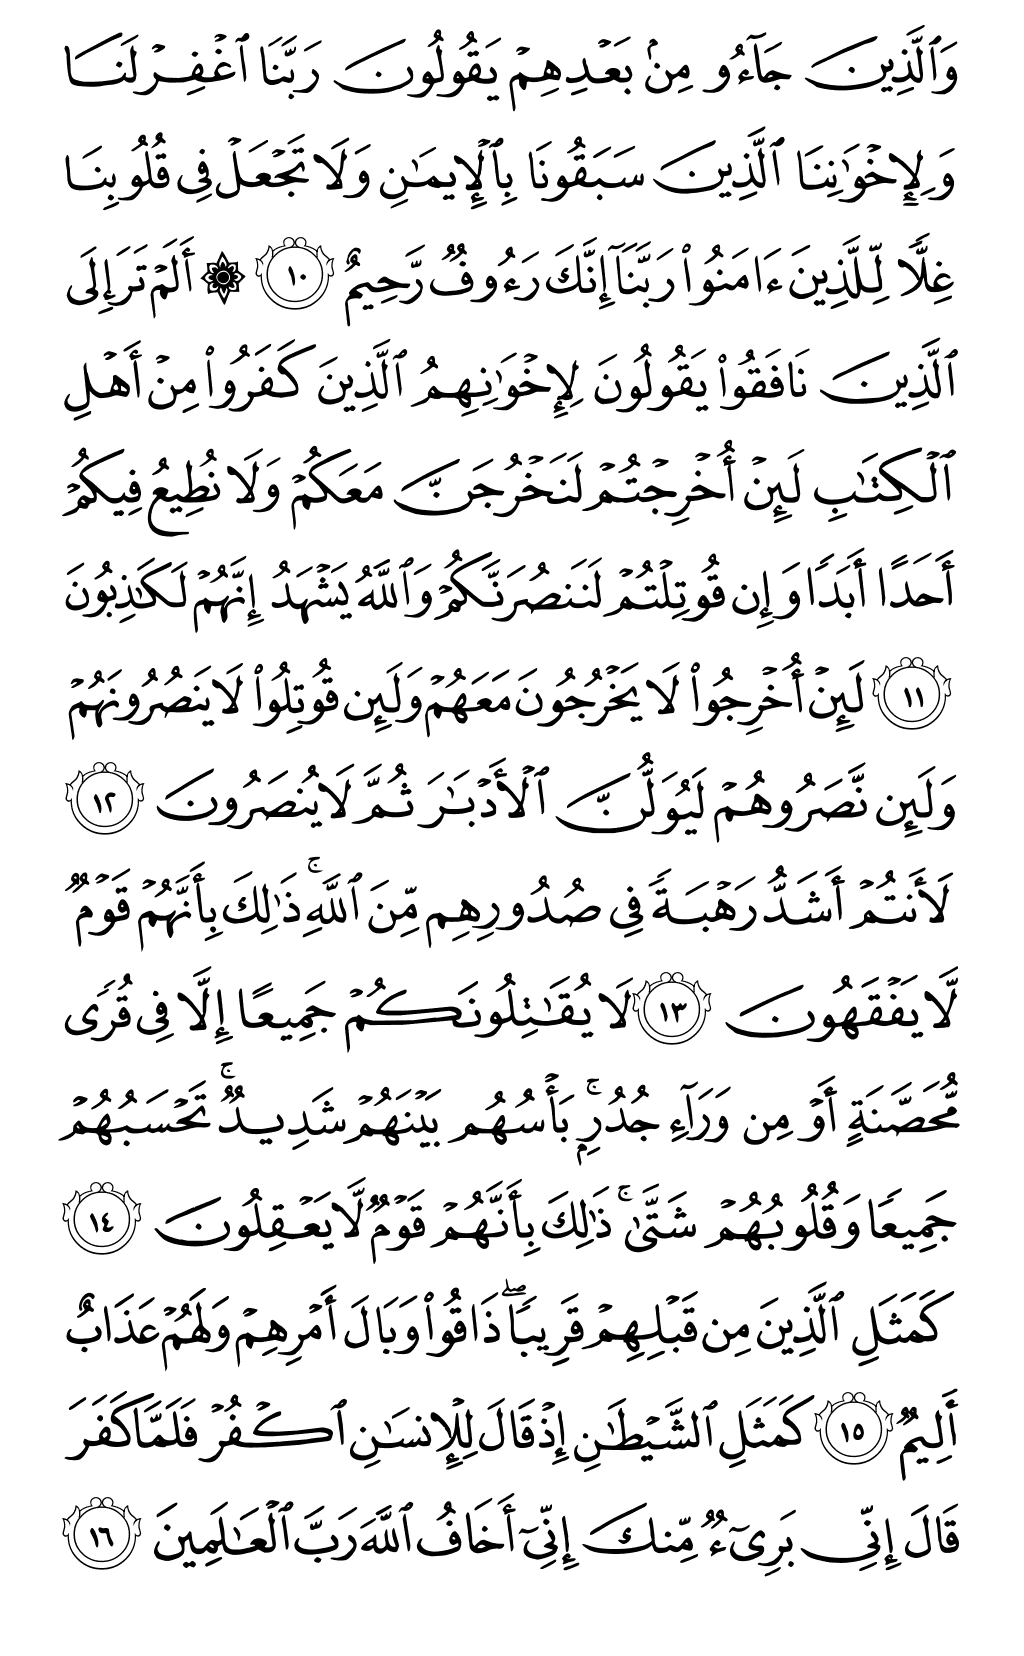 وَٱلَّذِينَ جَآءُو مِنۢ بَعۡدِهِمۡ يَقُولُونَ رَبَّنَا ٱغۡفِرۡ لَنَا
وَلِإِخۡوَٰنِنَا ٱلَّذِينَ سَبَقُونَا بِٱلۡإِيمَٰنِ وَلَا تَجۡعَلۡ فِي قُلُوبِنَا
غِلّٗا لِّلَّذِينَ ءَامَنُواْ رَبَّنَآ إِنَّكَ رَءُوفٞ رَّحِيمٌ ١٠ ۞ أَلَمۡ تَرَ إِلَى
ٱلَّذِينَ نَافَقُواْ يَقُولُونَ لِإِخۡوَٰنِهِمُ ٱلَّذِينَ كَفَرُواْ مِنۡ أَهۡلِ
ٱلۡكِتَٰبِ لَئِنۡ أُخۡرِجۡتُمۡ لَنَخۡرُجَنَّ مَعَكُمۡ وَلَا نُطِيعُ فِيكُمۡ
أَحَدًا أَبَدٗا وَإِن قُوتِلۡتُمۡ لَنَنصُرَنَّكُمۡ وَٱللَّهُ يَشۡهَدُ إِنَّهُمۡ لَكَٰذِبُونَ
١١ لَئِنۡ أُخۡرِجُواْ لَا يَخۡرُجُونَ مَعَهُمۡ وَلَئِن قُوتِلُواْ لَا يَنصُرُونَهُمۡ
وَلَئِن نَّصَرُوهُمۡ لَيُوَلُّنَّ ٱلۡأَدۡبَٰرَ ثُمَّ لَا يُنصَرُونَ ١٢
لَأَنتُمۡ أَشَدُّ رَهۡبَةٗ فِي صُدُورِهِم مِّنَ ٱللَّهِۚ ذَٰلِكَ بِأَنَّهُمۡ قَوۡمٞ
لَّا يَفۡقَهُونَ ١٣ لَا يُقَٰتِلُونَكُمۡ جَمِيعًا إِلَّا فِي قُرٗى
مُّحَصَّنَةٍ أَوۡ مِن وَرَآءِ جُدُرِۭۚ بَأۡسُهُم بَيۡنَهُمۡ شَدِيدٞۚ تَحۡسَبُهُمۡ
جَمِيعٗا وَقُلُوبُهُمۡ شَتَّىٰۚ ذَٰلِكَ بِأَنَّهُمۡ قَوۡمٞ لَّا يَعۡقِلُونَ ١٤
كَمَثَلِ ٱلَّذِينَ مِن قَبۡلِهِمۡ قَرِيبٗاۖ ذَاقُواْ وَبَالَ أَمۡرِهِمۡ وَلَهُمۡ عَذَابٌ
أَلِيمٞ ١٥ كَمَثَلِ ٱلشَّيۡطَٰنِ إِذۡ قَالَ لِلۡإِنسَٰنِ ٱكۡفُرۡ فَلَمَّا كَفَرَ
قَالَ إِنِّي بَرِيٓءٞ مِّنكَ إِنِّيٓ أَخَافُ ٱللَّهَ رَبَّ ٱلۡعَٰلَمِينَ ١٦